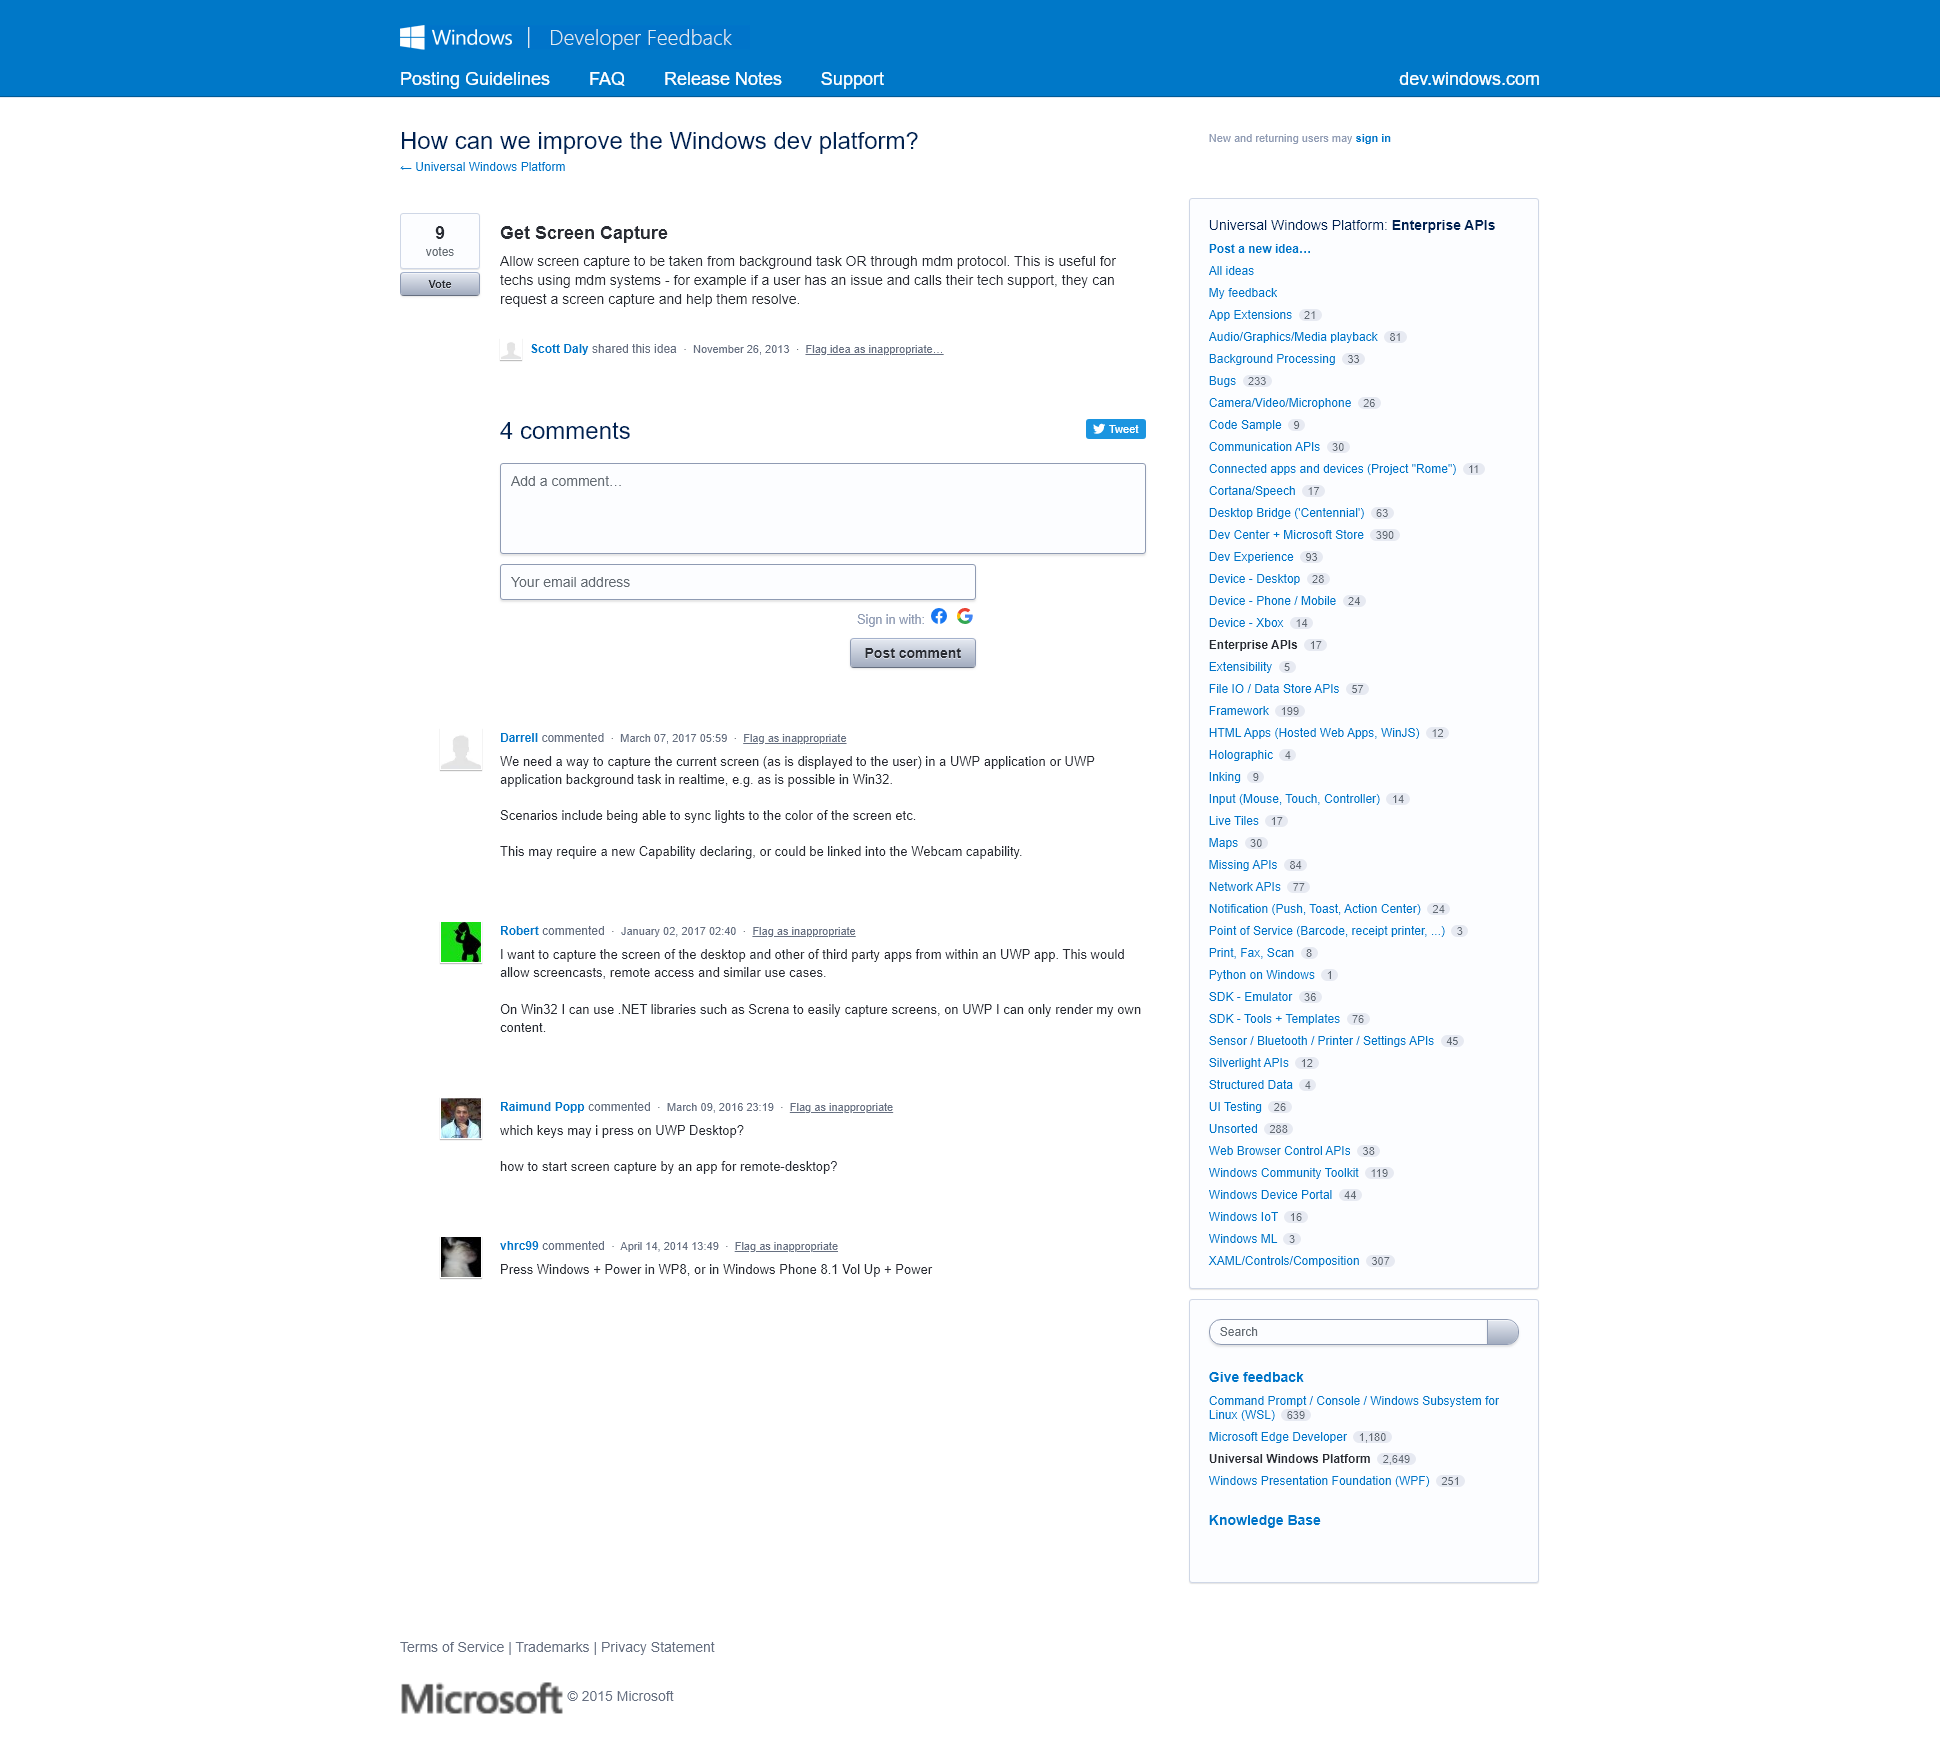 Windows | Developer Feedback
Posting Guidelines FAQ Release Notes Support dev.windows.com
How can we improve the Windows dev platform?
← Universal Windows Platform
New and returning users may sign in
9
votes
Vote
Get Screen Capture
Allow screen capture to be taken from background task OR through mdm protocol. This is useful for
techs using mdm systems - for example if a user has an issue and calls their tech support, they can
request a screen capture and help them resolve.
Scott Daly shared this idea · November 26, 2013 · Flag idea as inappropriate…
4 comments
Tweet
Add a comment…
Your email address
Sign in with:
Post comment
Darrell commented · March 07, 2017 05:59 · Flag as inappropriate
We need a way to capture the current screen (as is displayed to the user) in a UWP application or UWP
application background task in realtime, e.g. as is possible in Win32.
Scenarios include being able to sync lights to the color of the screen etc.
This may require a new Capability declaring, or could be linked into the Webcam capability.
Robert commented · January 02, 2017 02:40 · Flag as inappropriate
I want to capture the screen of the desktop and other of third party apps from within an UWP app. This would
allow screencasts, remote access and similar use cases.
On Win32 I can use .NET libraries such as Screna to easily capture screens, on UWP I can only render my own
content.
Raimund Popp commented · March 09, 2016 23:19 · Flag as inappropriate
which keys may i press on UWP Desktop?
how to start screen capture by an app for remote-desktop?
vhrc99 commented · April 14, 2014 13:49 · Flag as inappropriate
Press Windows + Power in WP8, or in Windows Phone 8.1 Vol Up + Power
Universal Windows Platform: Enterprise APIs
Post a new idea…
All ideas
My feedback
App Extensions 21
Audio/Graphics/Media playback 81
Background Processing 33
Bugs 233
Camera/Video/Microphone 26
Code Sample 9
Communication APIs 30
Connected apps and devices (Project "Rome") 11
Cortana/Speech 17
Desktop Bridge ('Centennial') 63
Dev Center + Microsoft Store 390
Dev Experience 93
Device - Desktop 28
Device - Phone / Mobile 24
Device - Xbox 14
Enterprise APIs 17
Extensibility 5
File IO / Data Store APIs 57
Framework 199
HTML Apps (Hosted Web Apps, WinJS) 12
Holographic 4
Inking 9
Input (Mouse, Touch, Controller) 14
Live Tiles 17
Maps 30
Missing APIs 84
Network APIs 77
Notification (Push, Toast, Action Center) 24
Point of Service (Barcode, receipt printer, ...) 3
Print, Fax, Scan 8
Python on Windows 1
SDK - Emulator 36
SDK - Tools + Templates 76
Sensor / Bluetooth / Printer / Settings APIs 45
Silverlight APIs 12
Structured Data 4
UI Testing 26
Unsorted 288
Web Browser Control APIs 38
Windows Community Toolkit 119
Windows Device Portal 44
Windows IoT 16
Windows ML 3
XAML/Controls/Composition 307
Search
Give feedback
Command Prompt / Console / Windows Subsystem for
Linux (WSL) 639
Microsoft Edge Developer 1,180
Universal Windows Platform 2,649
Windows Presentation Foundation (WPF) 251
Knowledge Base
Terms of Service | Trademarks | Privacy Statement
Microsoft © 2015 Microsoft